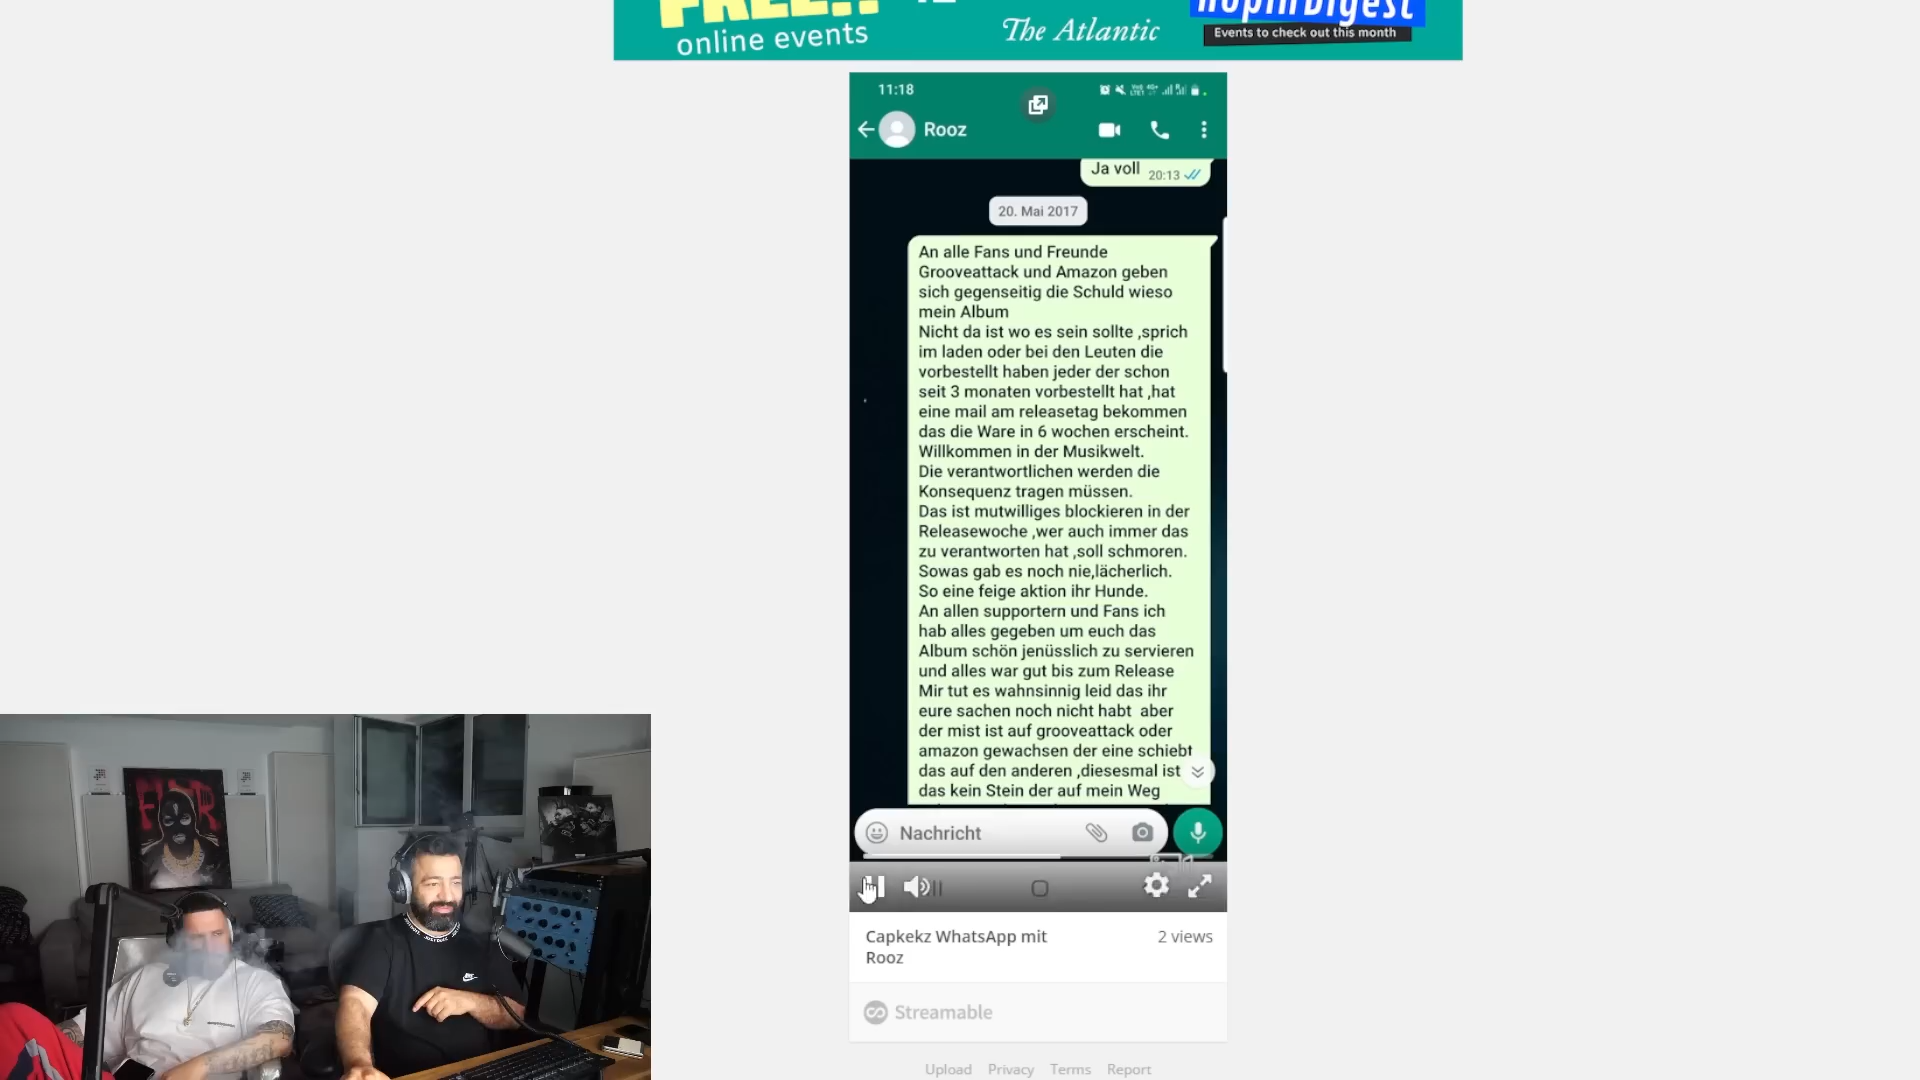 FREE!!
online events
The Atlantic
HopinDigest
Events to check out this month
11:18
Rooz
Ja voll 20:13
20. Mai 2017
An alle Fans und Freunde
Grooveattack und Amazon geben
sich gegenseitig die Schuld wieso
mein Album
Nicht da ist wo es sein sollte ,sprich
im laden oder bei den Leuten die
vorbestellt haben jeder der schon
seit 3 monaten vorbestellt hat ,hat
eine mail am releasetag bekommen
das die Ware in 6 wochen erscheint.
Willkommen in der Musikwelt.
Die verantwortlichen werden die
Konsequenz tragen müssen.
Das ist mutwilliges blockieren in der
Releasewoche ,wer auch immer das
zu verantworten hat ,soll schmoren.
Sowas gab es noch nie,lächerlich.
So eine feige aktion ihr Hunde.
An allen supportern und Fans ich
hab alles gegeben um euch das
Album schön jenüsslich zu servieren
und alles war gut bis zum Release
Mir tut es wahnsinnig leid das ihr
eure sachen noch nicht habt aber
der mist ist auf grooveattack oder
amazon gewachsen der eine schiebt
das auf den anderen ,diesesmal ist
das kein Stein der auf mein Weg
Nachricht
Capkekz WhatsApp mit
Rooz
2 views
Streamable
Upload Privacy Terms Report